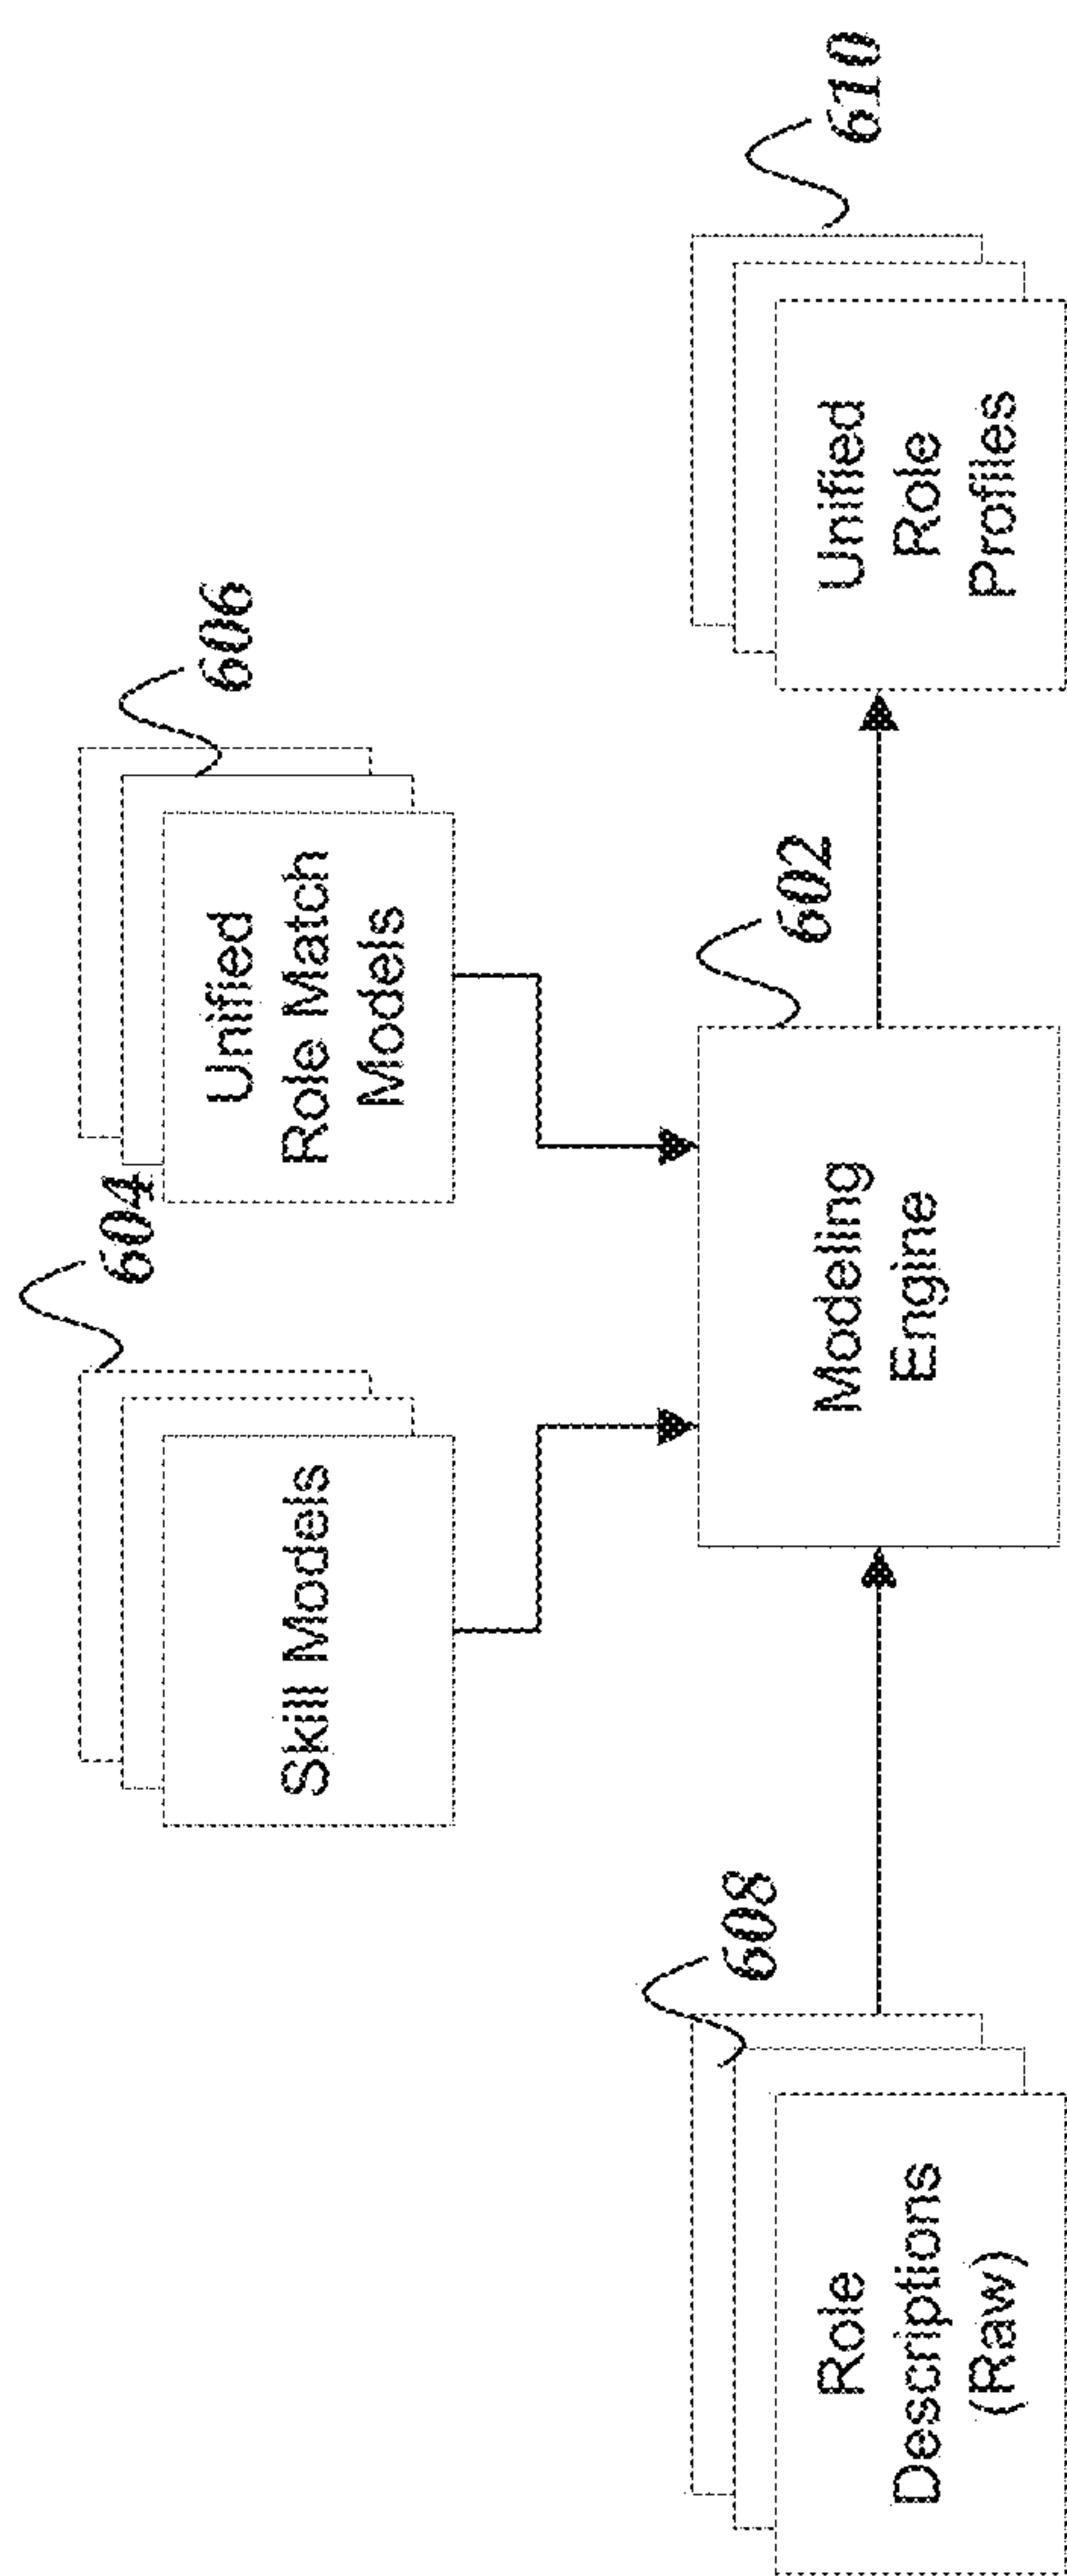 604
Skill Models
606
Unified
Role Match
Models
608
Role
Descriptions
(Raw)
602
Modeling
Engine
610
Unified
Role
Profiles